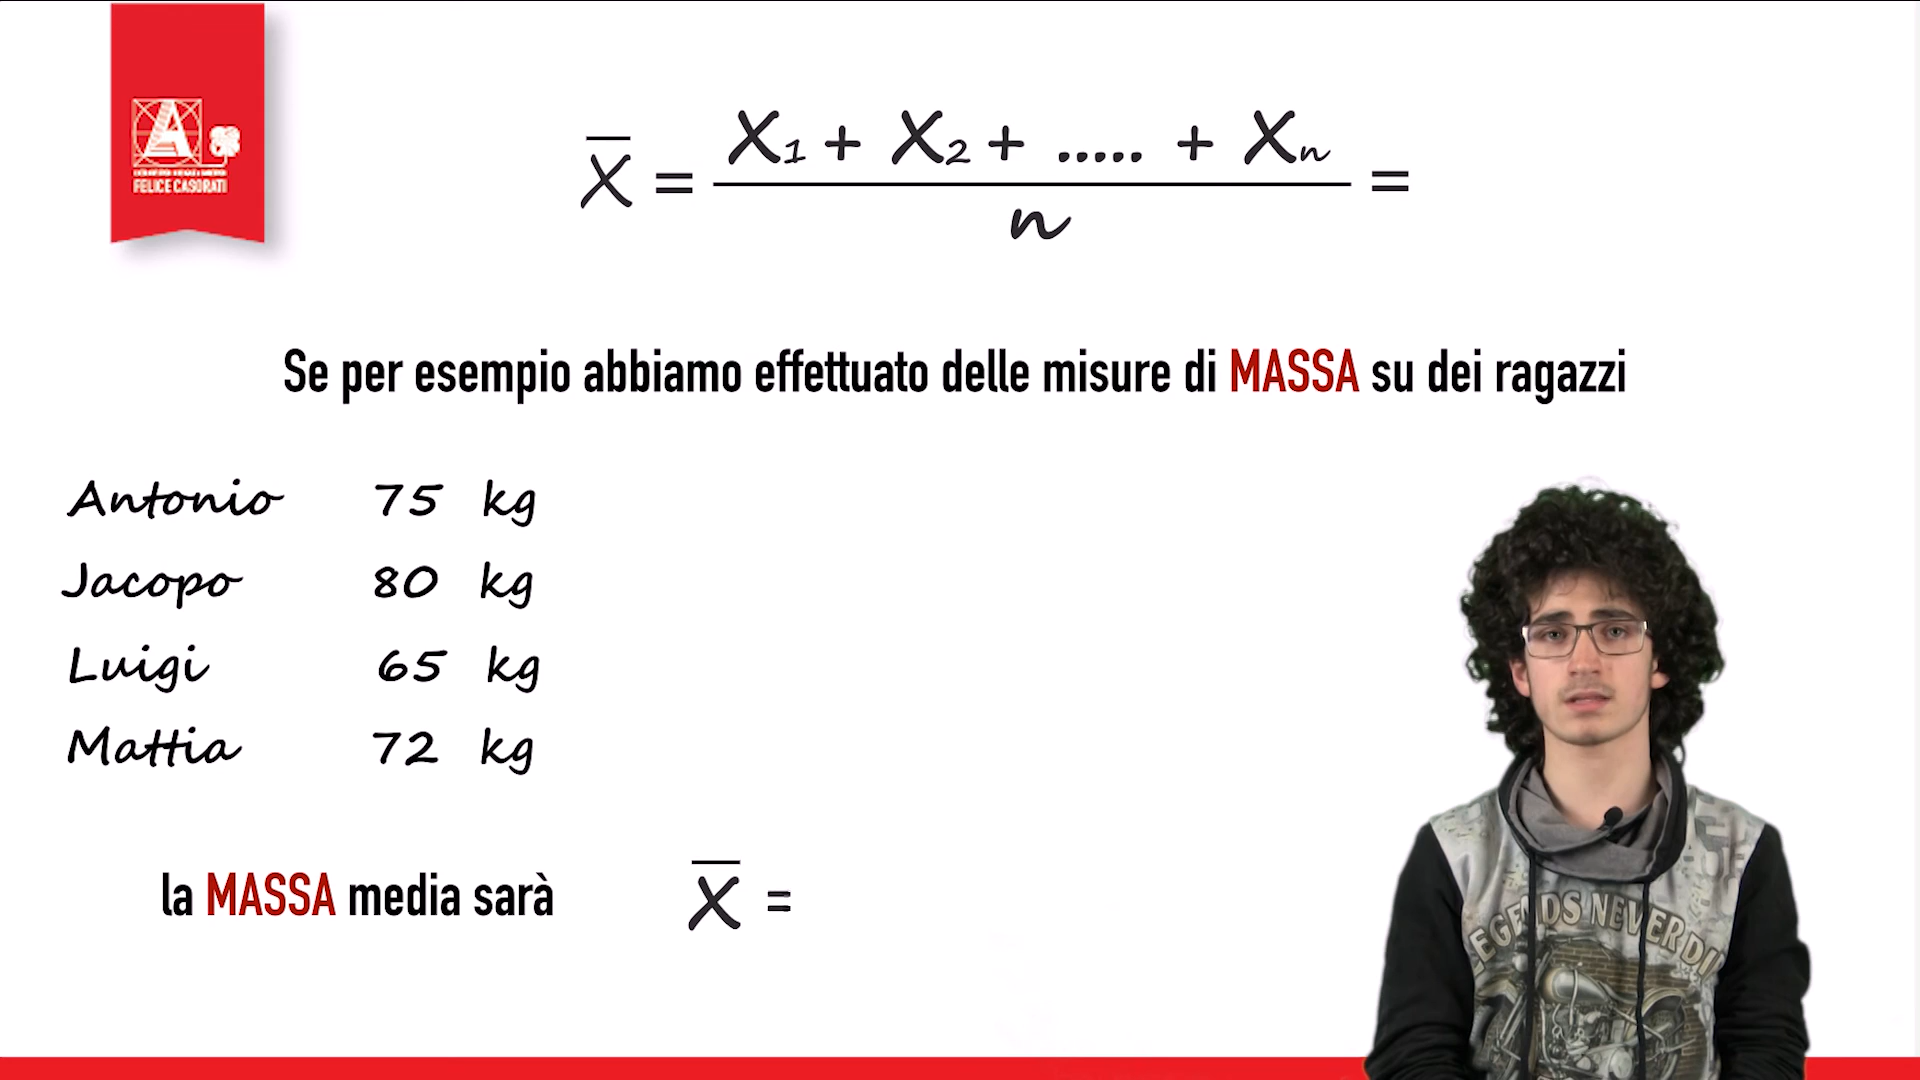 FELICE CASORATI
X̄ = X₁ + X₂ + ..... + Xₙ =
n
Se per esempio abbiamo effettuato delle misure di MASSA su dei ragazzi
Antonio 75 kg
Jacopo 80 kg
Luigi 65 kg
Mattia 72 kg
la MASSA media sarà X̄ =
LEGENDS NEVER DI